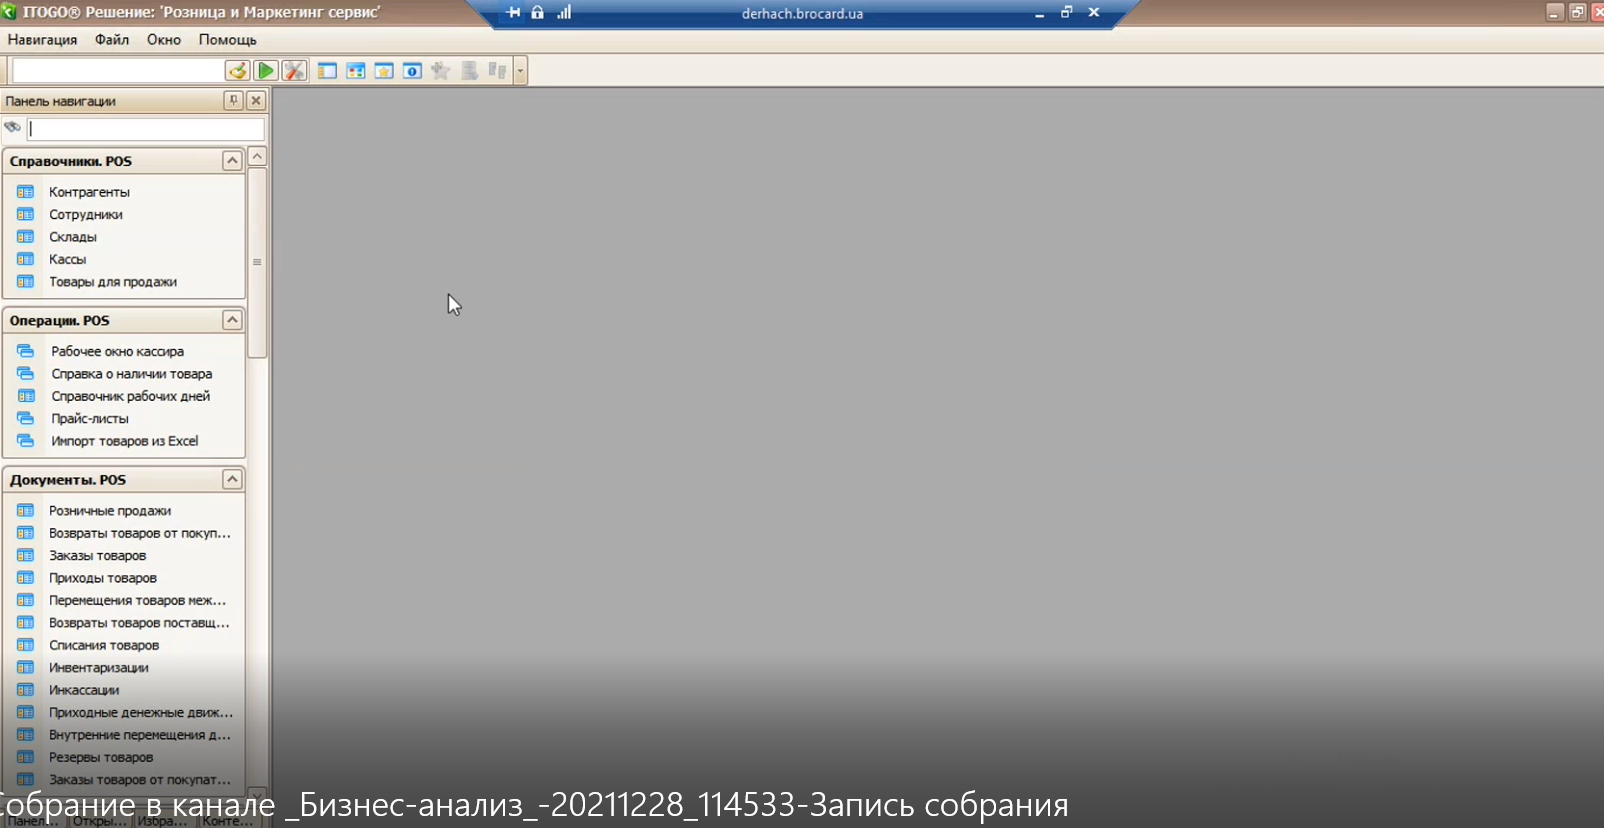 ITOGO® Решение: 'Розница и Маркетинг сервис'
derhach.brocard.ua
Навигация Файл Окно Помощь
Панель навигации
Справочники. POS
Контрагенты
Сотрудники
Склады
Кассы
Товары для продажи
Операции. POS
Рабочее окно кассира
Справка о наличии товара
Справочник рабочих дней
Прайс-листы
Импорт товаров из Excel
Документы. POS
Розничные продажи
Возвраты товаров от покуп...
Заказы товаров
Приходы товаров
Перемещения товаров меж...
Возвраты товаров поставщ...
Списания товаров
Инвентаризации
Инкассации
Приходные денежные движ...
Внутренние перемещения д...
Резервы товаров
Заказы товаров от покупат...
Собрание в канале _Бизнес-анализ_-20211228_114533-Запись собрания
Панел... Откры... Избра... Конте...